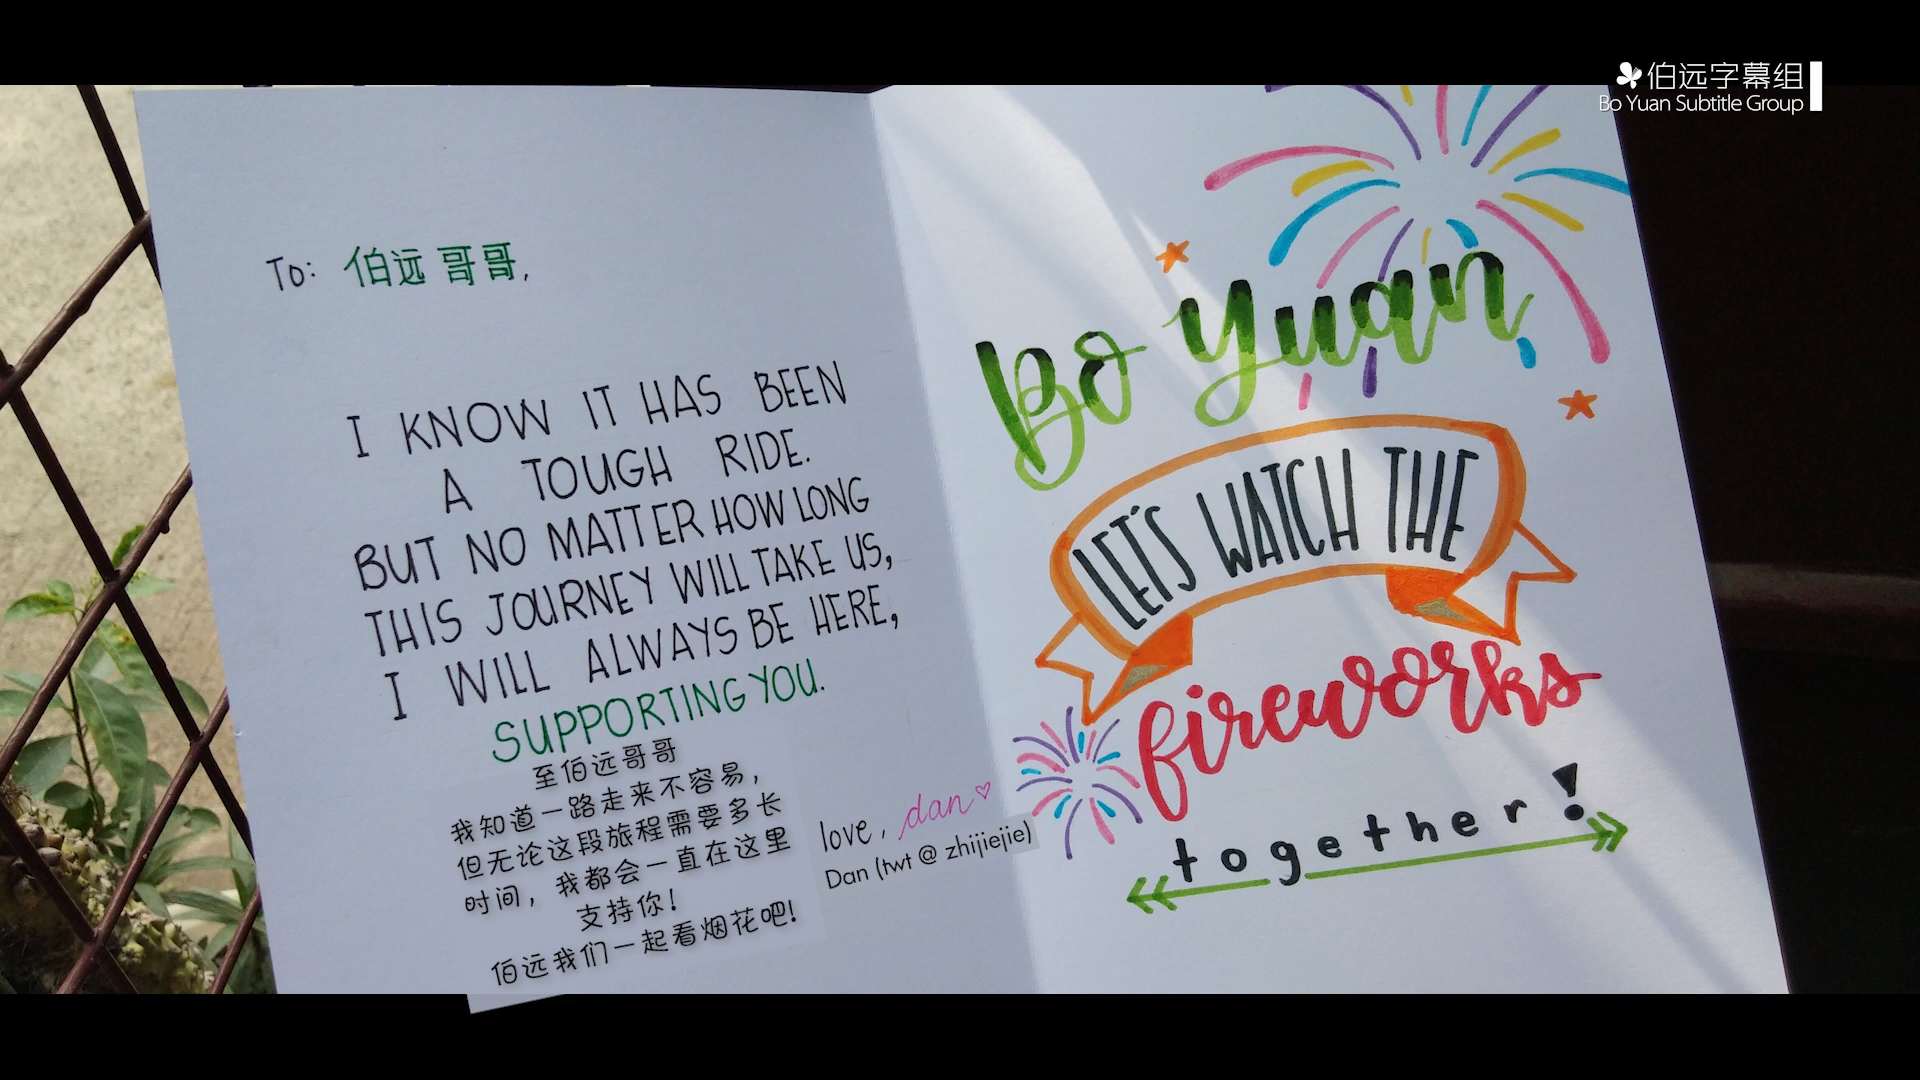 伯远字幕组
Bo Yuan Subtitle Group
To: 伯远 哥哥,
I KNOW IT HAS BEEN
A TOUGH RIDE.
BUT NO MATTER HOW LONG
THIS JOURNEY WILL TAKE US,
I WILL ALWAYS BE HERE,
SUPPORTING YOU.
至伯远哥哥
我知道一路走来不容易，
但无论这段旅程需要多长
时间，我都会一直在这里
支持你！
伯远我们一起看烟花吧！
love, dan♡
Dan (twt @ zhijiejie)
Bo Yuan
LET'S WATCH THE
fireworks
together!